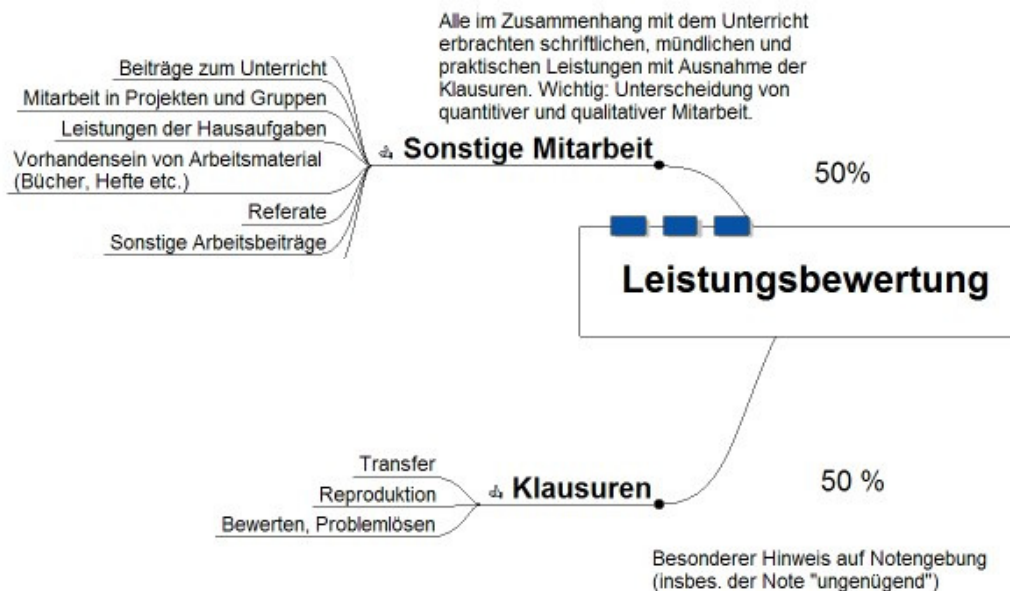 Alle im Zusammenhang mit dem Unterricht
erbrachten schriftlichen, mündlichen und
praktischen Leistungen mit Ausnahme der
Klausuren. Wichtig: Unterscheidung von
quantitiver und qualitativer Mitarbeit.
Beiträge zum Unterricht
Mitarbeit in Projekten und Gruppen
Leistungen der Hausaufgaben
Vorhandensein von Arbeitsmaterial
(Bücher, Hefte etc.)
Referate
Sonstige Arbeitsbeiträge
Sonstige Mitarbeit
50%
Leistungsbewertung
Transfer
Reproduktion
Bewerten, Problemlösen
Klausuren
50 %
Besonderer Hinweis auf Notengebung
(insbes. der Note "ungenügend")